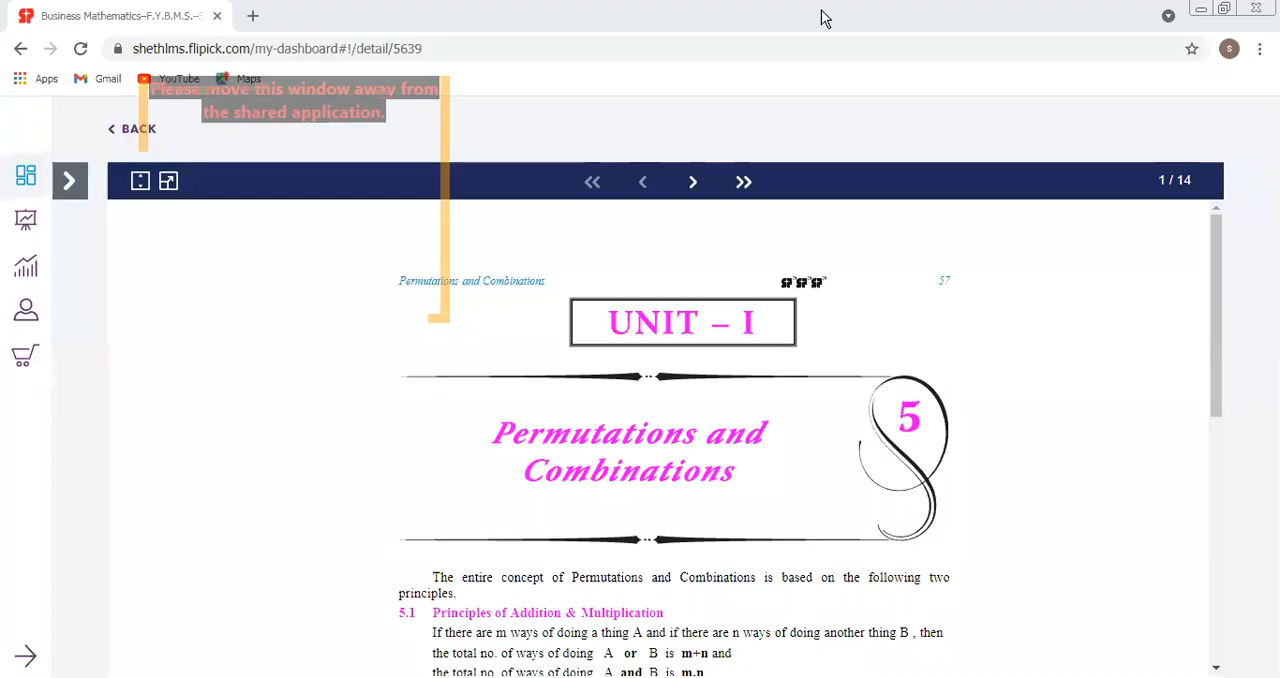 Business Mathematics–F.Y.B.M.S.–S
shethlms.flipick.com/my-dashboard#!/detail/5639
S
Apps Gmail YouTube Maps
Please move this window away from
the shared application.
BACK
1 / 14
Permutations and Combinations 57
UNIT – I
5
Permutations and
Combinations
The entire concept of Permutations and Combinations is based on the following two
principles.
5.1 Principles of Addition & Multiplication
If there are m ways of doing a thing A and if there are n ways of doing another thing B , then
the total no. of ways of doing A or B is m+n and
the total no. of ways of doing A and B is m.n